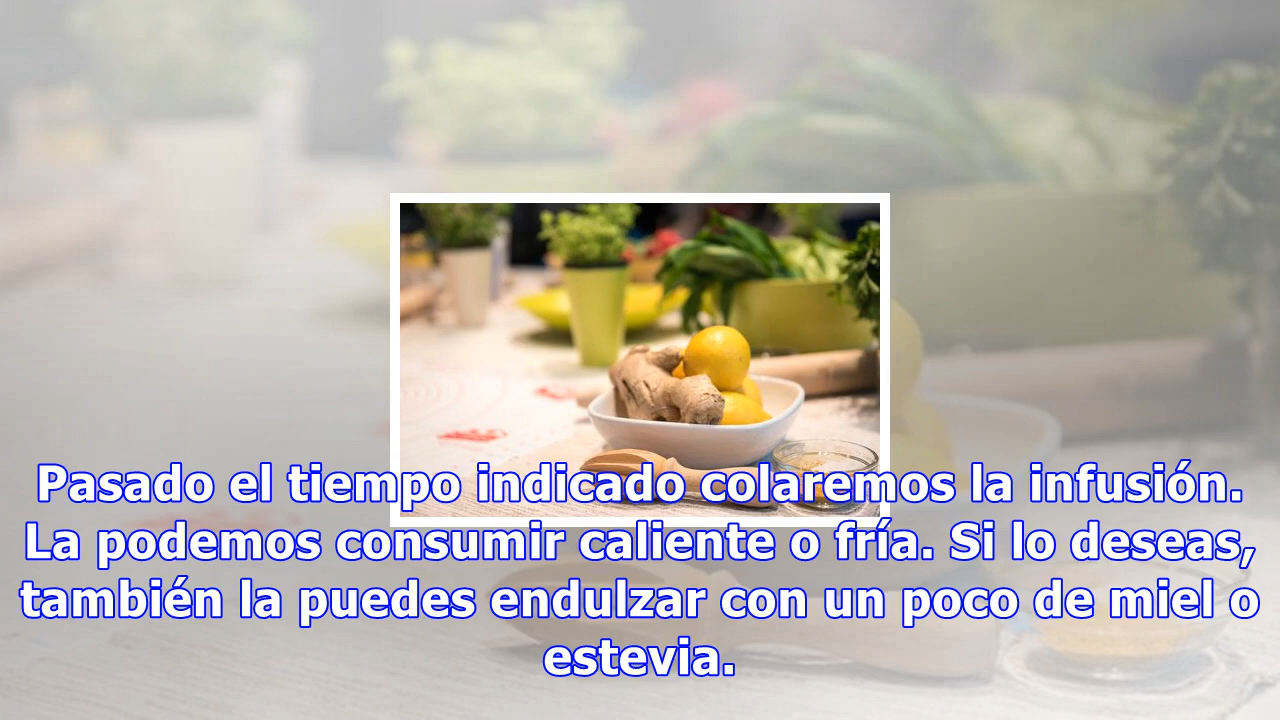 Pasado el tiempo indicado colaremos la infusión.
La podemos consumir caliente o fría. Si lo deseas,
también la puedes endulzar con un poco de miel o
estevia.